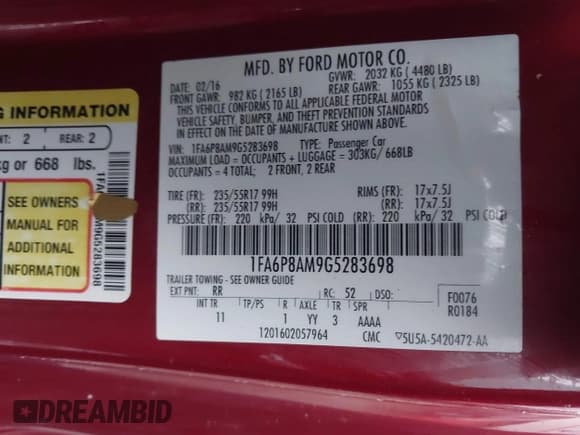 MFD. BY FORD MOTOR CO.
DATE: 02/16 GVWR: 2032 KG ( 4480 LB)
FRONT GAWR: 982 KG ( 2165 LB) REAR GAWR: 1055 KG ( 2325 LB)
THIS VEHICLE CONFORMS TO ALL APPLICABLE FEDERAL MOTOR
VEHICLE SAFETY, BUMPER, AND THEFT PREVENTION STANDARDS
IN EFFECT ON THE DATE OF MANUFACTURE SHOWN ABOVE.
VIN: 1FA6P8AM9G5283698 TYPE: Passenger Car
MAXIMUM LOAD = OCCUPANTS + LUGGAGE = 303KG/ 668LB
OCCUPANTS = 4 TOTAL; 2 FRONT, 2 REAR
TIRE (FR): 235/55R17 99H RIMS (FR): 17x7.5J
(RR): 235/55R17 99H (RR): 17x7.5J
PRESSURE (FR): 220 kPa/ 32 PSI COLD (RR): 220 kPa/ 32 PSI COLD
1FA6P8AM9G5283698
TRAILER TOWING - SEE OWNER GUIDE
EXT PNT: RR RC: 52 DSO: F0076
INT TR TP/PS R AXLE TR SPR R0184
11 1 YY 3 AAAA
1201602057964 CMC 5U5A-5420472-AA
G INFORMATION
NT: 2 REAR: 2
kg or 668 lbs.
SEE OWNERS
MANUAL FOR
ADDITIONAL
INFORMATION
DREAMBID